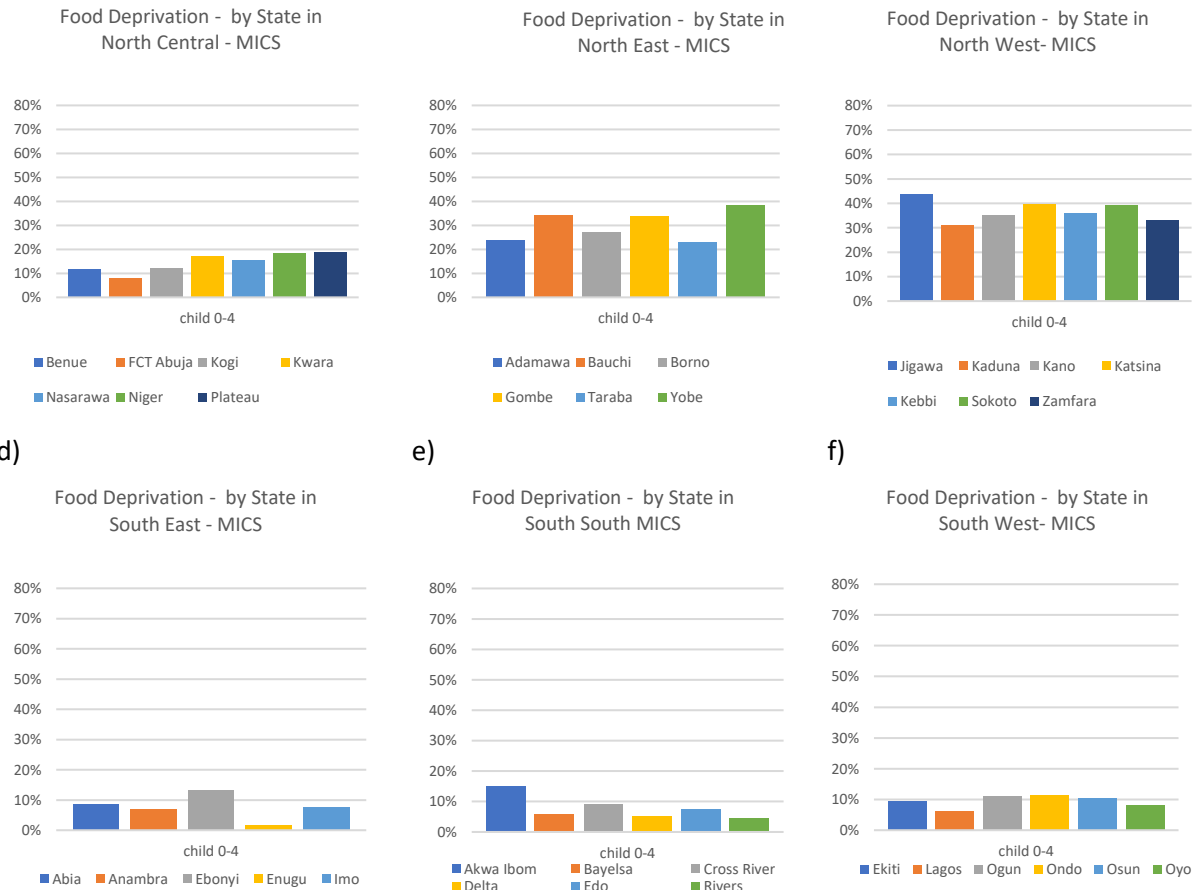 Food Deprivation -  by State in
North Central - MICS
80%
70%
60%
50%
40%
30%
20%
10%
0%
child 0-4
Benue FCT Abuja Kogi Kwara
Nasarawa Niger Plateau
Food Deprivation -  by State in
North East - MICS
80%
70%
60%
50%
40%
30%
20%
10%
0%
child 0-4
Adamawa Bauchi Borno
Gombe Taraba Yobe
Food Deprivation -  by State in
North West- MICS
80%
70%
60%
50%
40%
30%
20%
10%
0%
child 0-4
Jigawa Kaduna Kano Katsina
Kebbi Sokoto Zamfara
d)
Food Deprivation -  by State in
South East - MICS
80%
70%
60%
50%
40%
30%
20%
10%
0%
child 0-4
Abia Anambra Ebonyi Enugu Imo
e)
Food Deprivation -  by State in
South South MICS
80%
70%
60%
50%
40%
30%
20%
10%
0%
child 0-4
Akwa Ibom Bayelsa Cross River
Delta Edo Rivers
f)
Food Deprivation -  by State in
South West- MICS
80%
70%
60%
50%
40%
30%
20%
10%
0%
child 0-4
Ekiti Lagos Ogun Ondo Osun Oyo